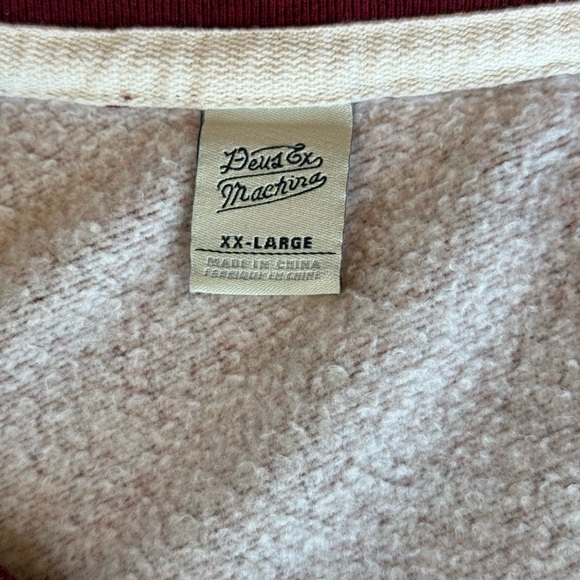 Deus Ex
Machina
XX-LARGE
MADE IN CHINA
FABRIQUÉ EN CHINE